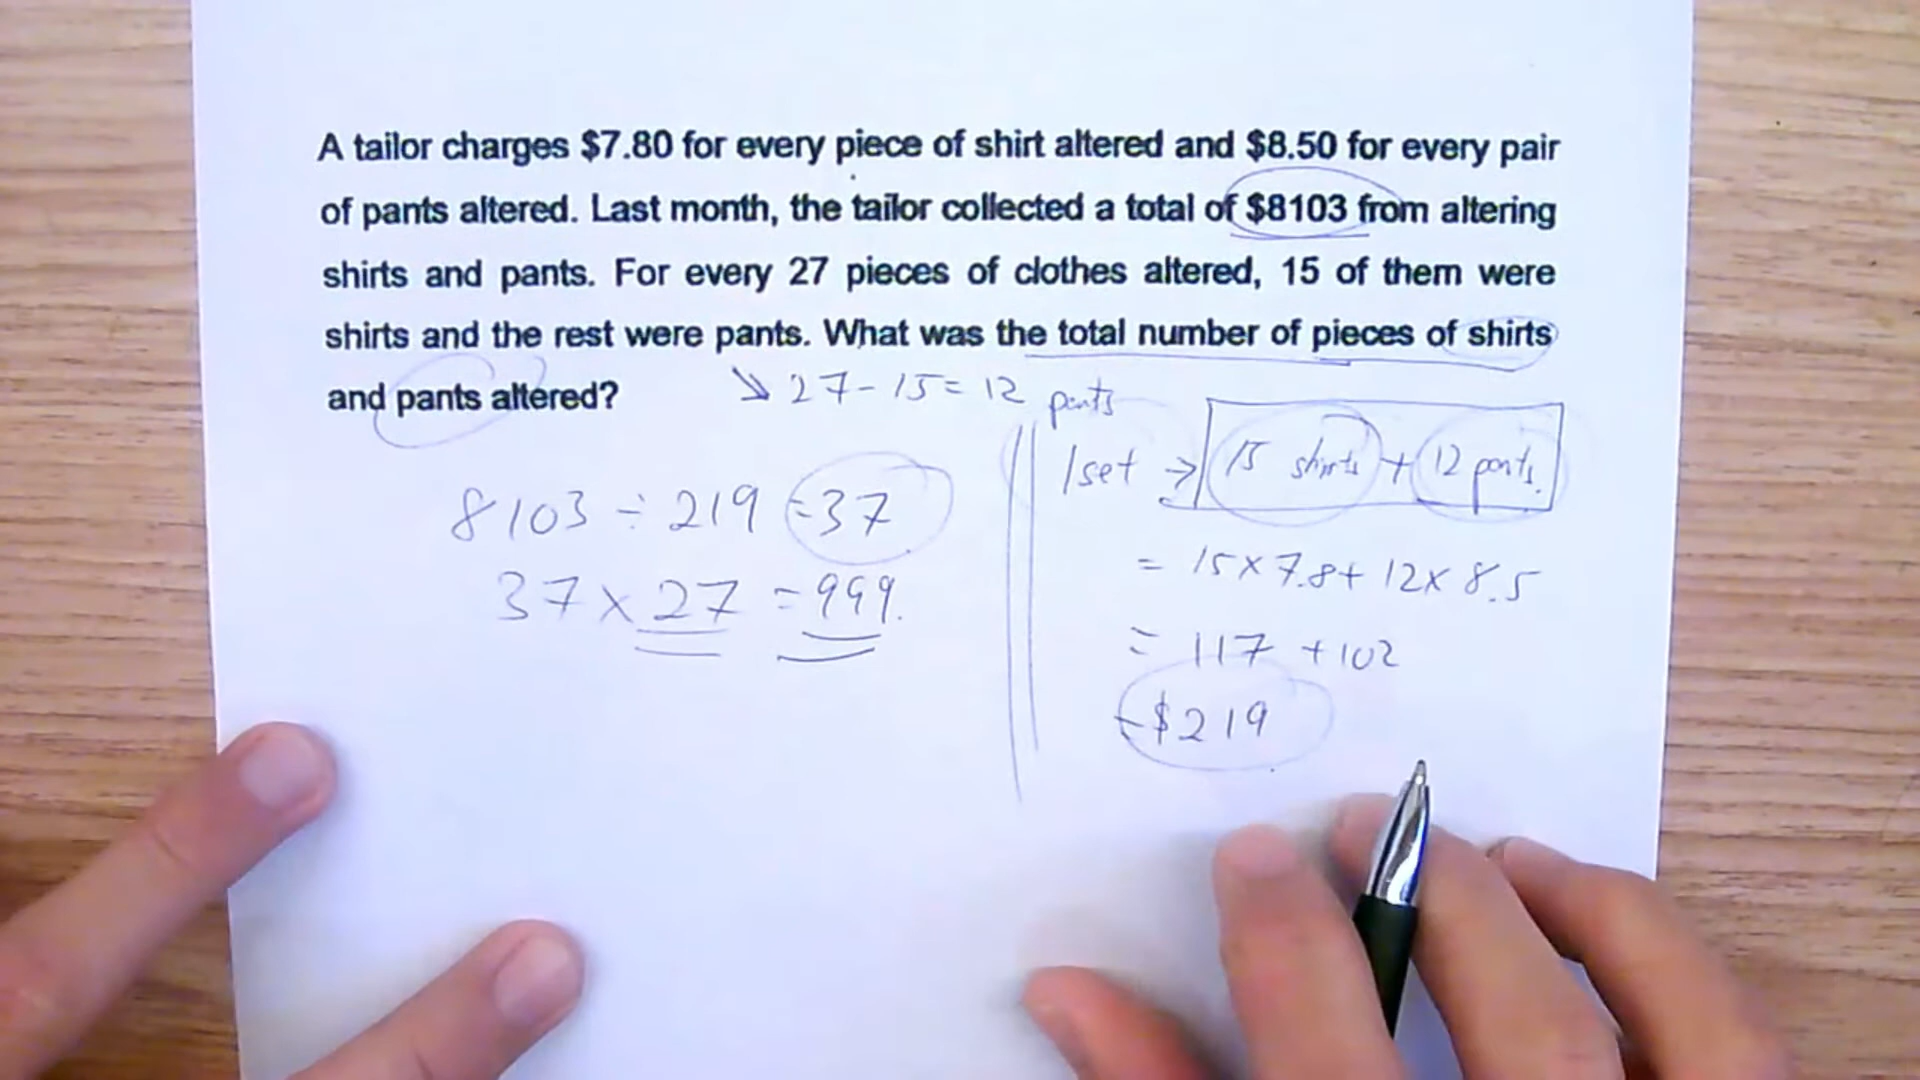 A tailor charges $7.80 for every piece of shirt altered and $8.50 for every pair
of pants altered. Last month, the tailor collected a total of $8103 from altering
shirts and pants. For every 27 pieces of clothes altered, 15 of them were
shirts and the rest were pants. What was the total number of pieces of shirts
and pants altered?
↘ 27 - 15 = 12 pants
1 set → 15 shirts + 12 pants.
= 15 × 7.8 + 12 × 8.5
= 117 + 102
= $219
8103 ÷ 219 = 37
37 × 27 = 999.